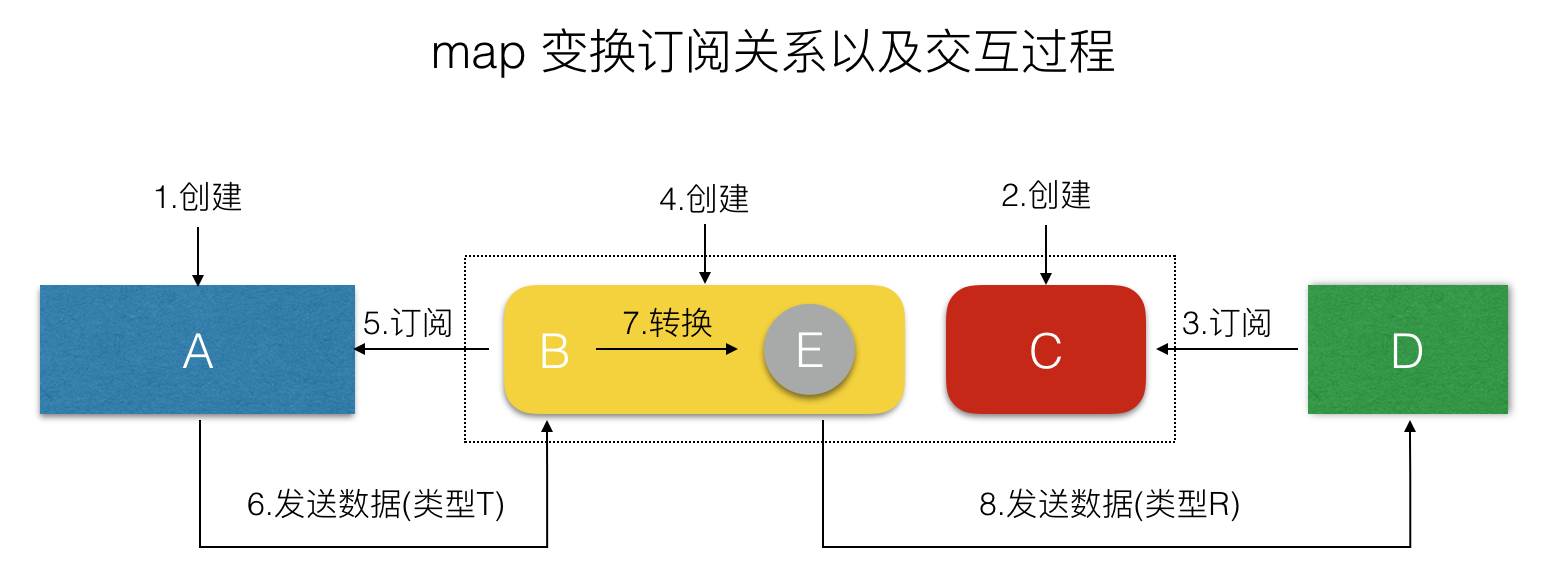 map 变换订阅关系以及交互过程
1.创建
4.创建
2.创建
A
5.订阅
B
7.转换
E
C
3.订阅
D
6.发送数据(类型T)
8.发送数据(类型R)